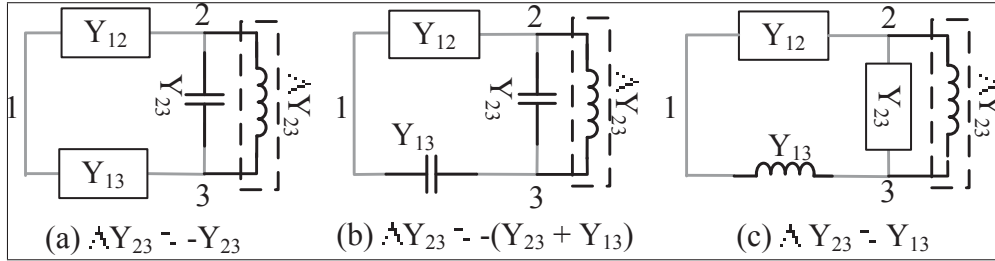 2
Y₁₂
1
Y₂₃
ΔY₂₃
Y₁₃
3
(a) ΔY₂₃ = -Y₂₃
2
Y₁₂
1
Y₂₃
ΔY₂₃
Y₁₃
3
(b) ΔY₂₃ = -(Y₂₃ + Y₁₃)
2
Y₁₂
1
Y₂₃
ΔY₂₃
Y₁₃
3
(c) ΔY₂₃ = Y₁₃